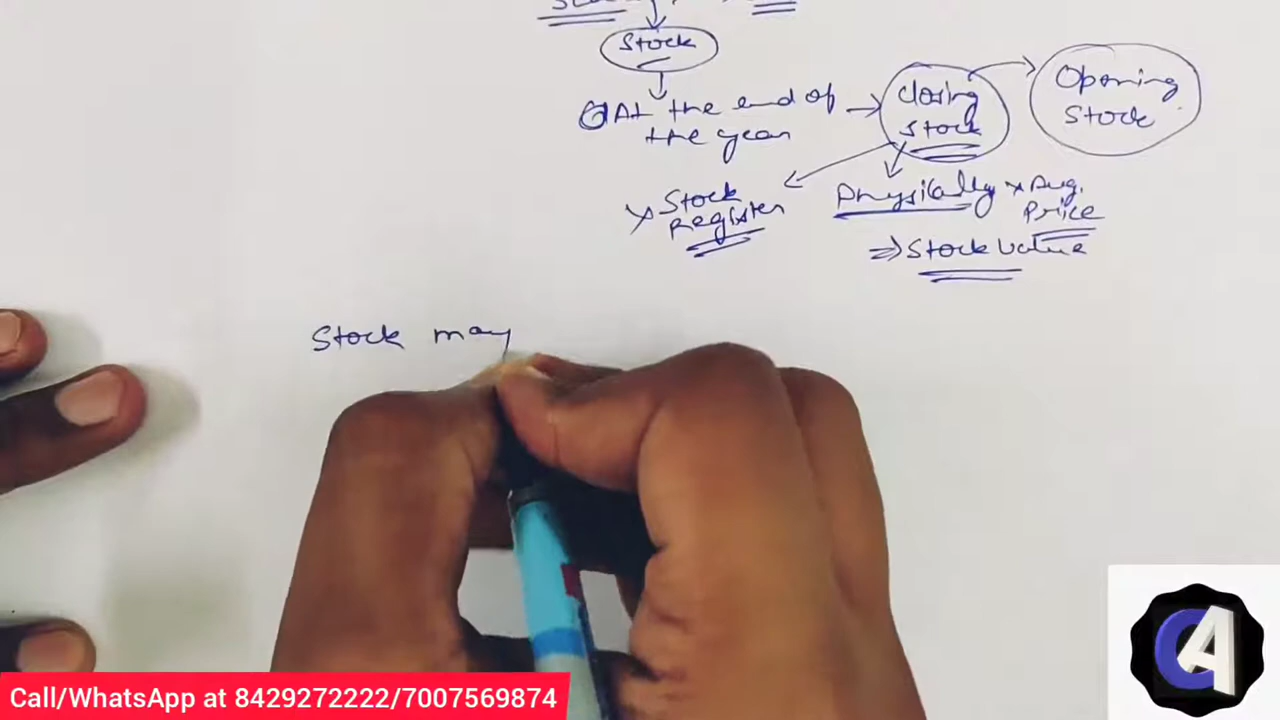 Stock
At the end of
the year
Closing
Stock
Opening
Stock
x Stock
Register
Physically x Avg.
Price
⇒ Stock Value
Stock may
Call/WhatsApp at 8429272222/7007569874
CA